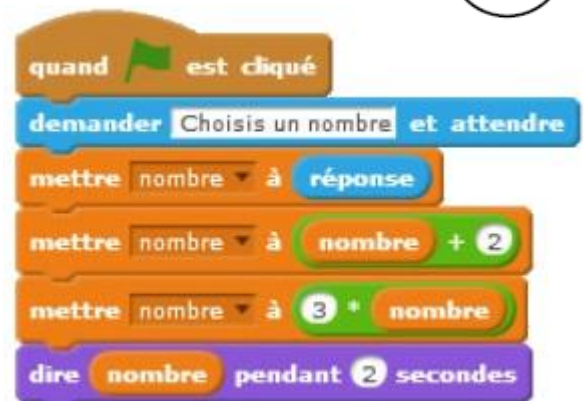 quand est cliqué
demander Choisis un nombre et attendre
mettre nombre à réponse
mettre nombre à nombre + 2
mettre nombre à 3 * nombre
dire nombre pendant 2 secondes